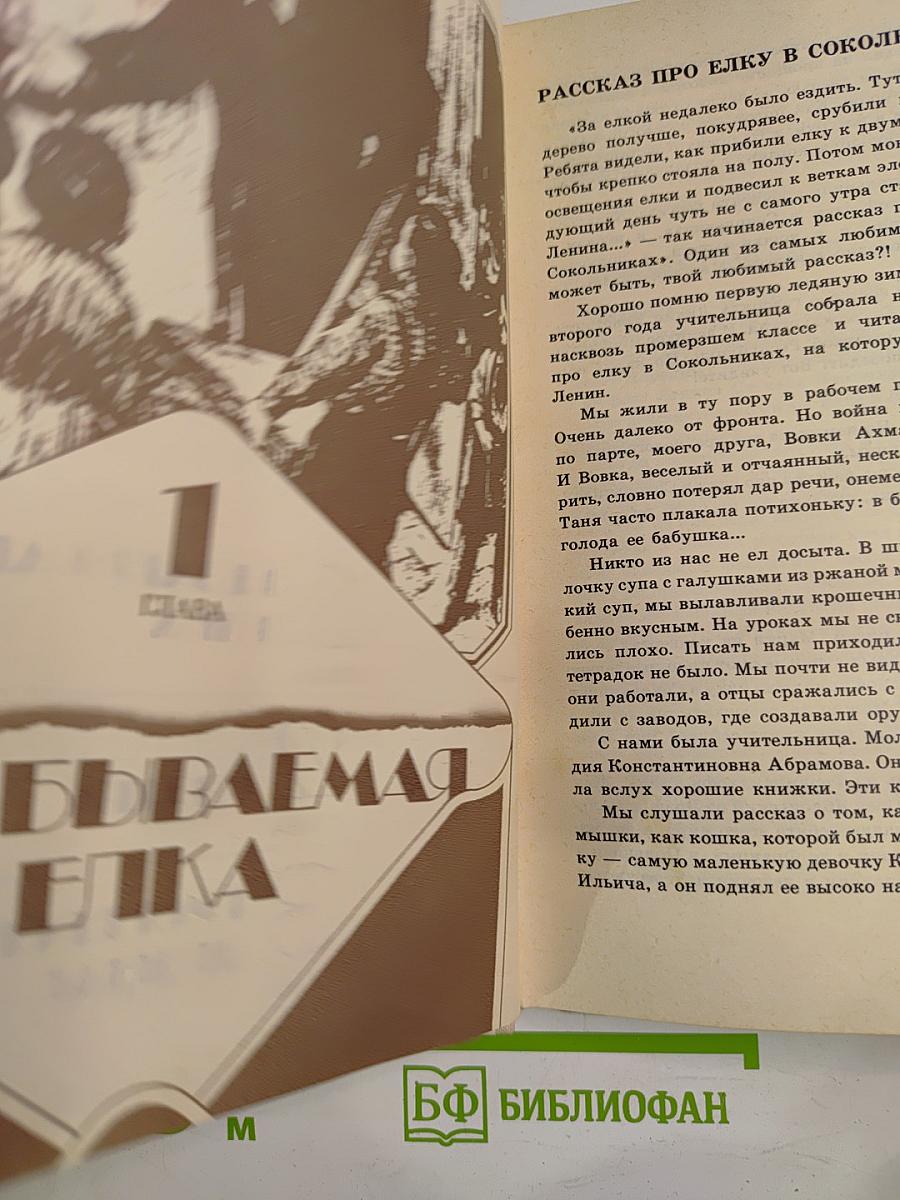 1
ГЛАВА
БЫВАЕМАЯ
ЕЛКА
РАССКАЗ ПРО ЕЛКУ В СОКОЛЬ
«За елкой недалеко было ездить. Тут
дерево получше, покудрявее, срубили
Ребята видели, как прибили елку к двум
чтобы крепко стояла на полу. Потом мон
освещения елки и подвесил к веткам эле
дующий день чуть не с самого утра ста
Ленина...» — так начинается рассказ п
Сокольниках». Один из самых любим
может быть, твой любимый рассказ?!
Хорошо помню первую ледяную зим
второго года учительница собрала н
насквозь промерзшем классе и чита
про елку в Сокольниках, на котору
Ленин.
Мы жили в ту пору в рабочем п
Очень далеко от фронта. Но война
по парте, моего друга, Вовки Ахма
И Вовка, веселый и отчаянный, неск
рить, словно потерял дар речи, онеме
Таня часто плакала потихоньку: в б
голода ее бабушка...
Никто из нас не ел досыта. В шк
лочку супа с галушками из ржаной м
кий суп, мы вылавливали крошечны
бенно вкусным. На уроках мы не сн
лись плохо. Писать нам приходил
тетрадок не было. Мы почти не вид
они работали, а отцы сражались с
дили с заводов, где создавали ору
С нами была учительница. Мол
дия Константиновна Абрамова. Он
ла вслух хорошие книжки. Эти к
Мы слушали рассказ о том, ка
мышки, как кошка, которой был м
ку — самую маленькую девочку К
Ильича, а он поднял ее высоко на
м
БФ БИБЛИОФАН